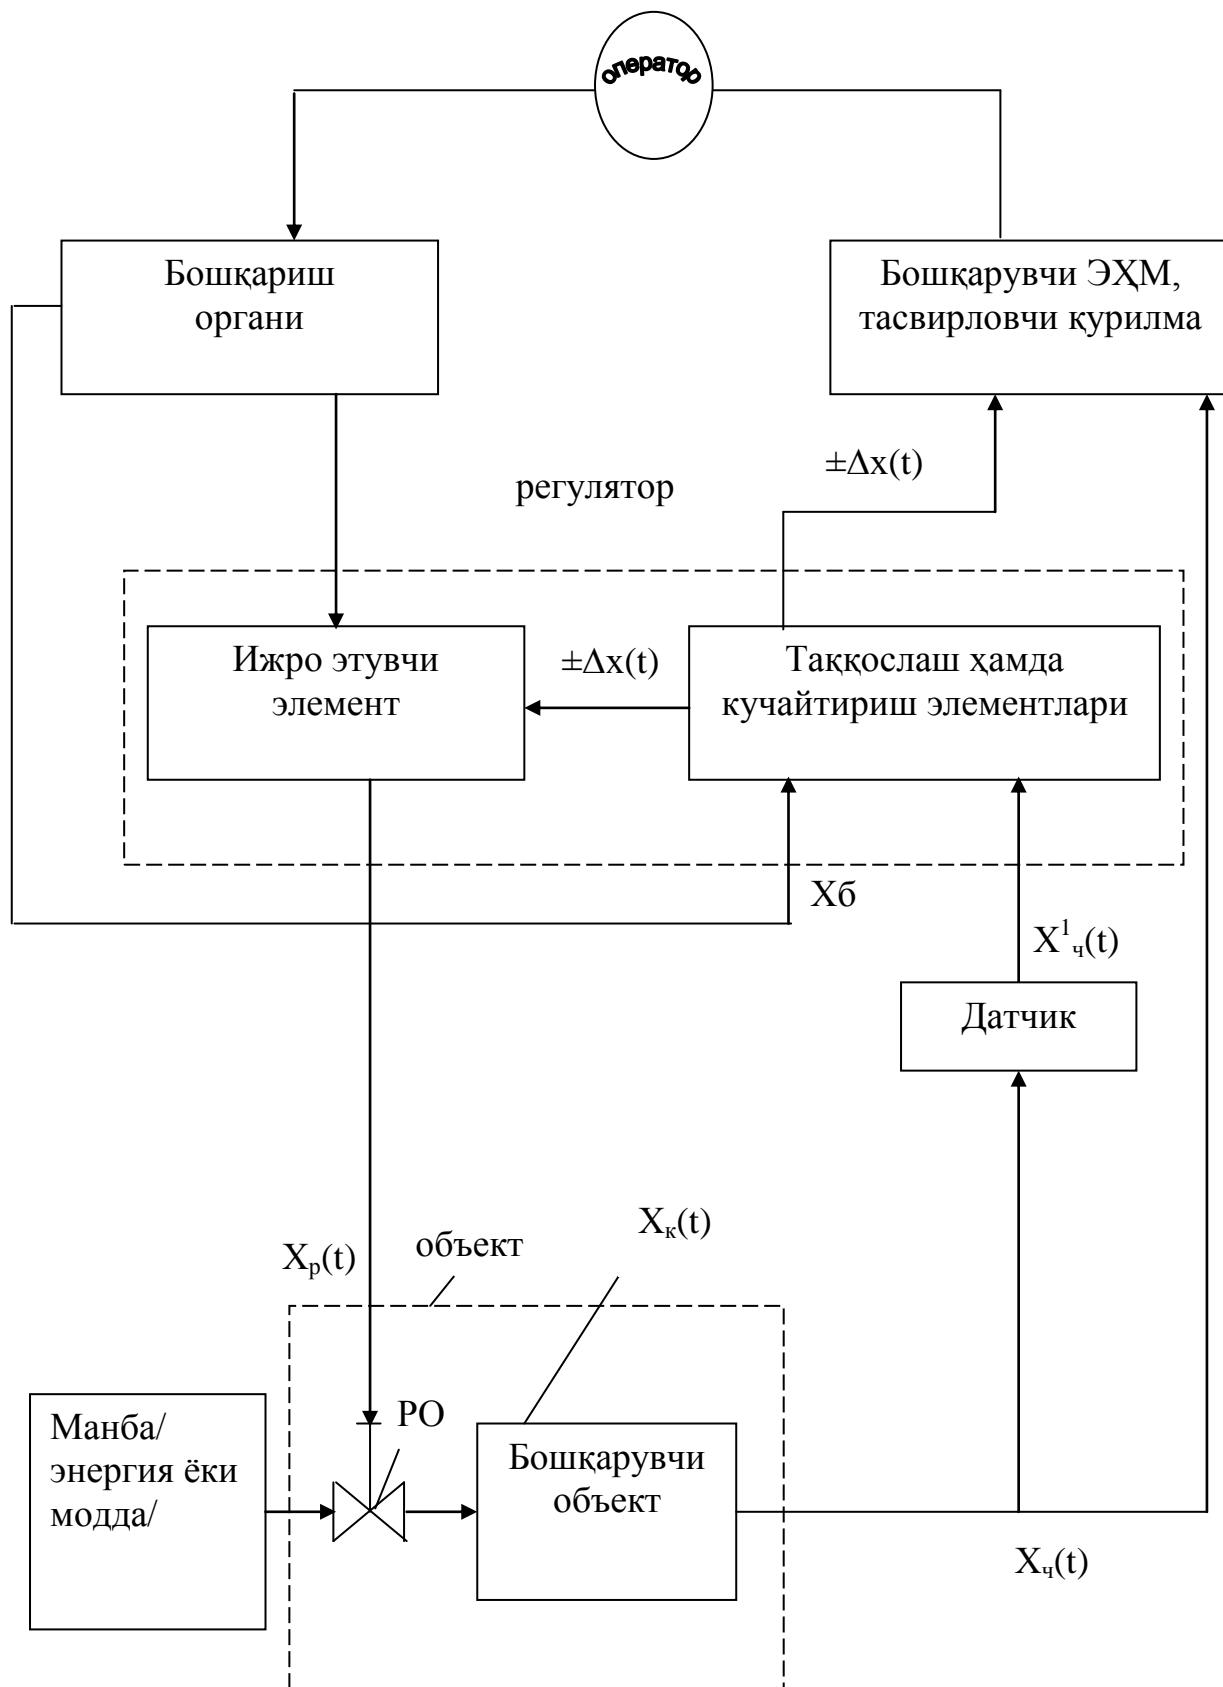 оператор
Бошқариш
органи
Бошқарувчи ЭҲМ,
тасвирловчи қурилма
±Δx(t)
регулятор
Ижро этувчи
элемент
±Δx(t)
Таққослаш ҳамда
кучайтириш элементлари
Хб
X¹ч(t)
Датчик
Xк(t)
объект
Xр(t)
Манба/
энергия ёки
модда/
РО
Бошқарувчи
объект
Xч(t)